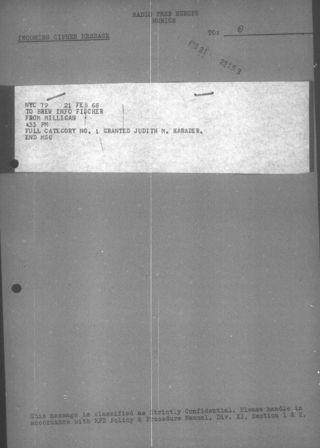 RADIO FREE EUROPE
MUNICH
INCOMING CIPHER MESSAGE
TO:
NYC 79 21 FEB 68
TO BREW INFO FISCHER
FROM MILLIGAN
433 PM
FULL CATEGORY NO. 1 GRANTED JUDITH M. KARADER.
END MSG
This message is classified as Strictly Confidential. Please handle in
accordance with RFE Policy & Procedure Manual, Div. XI, Section 1 & 2.